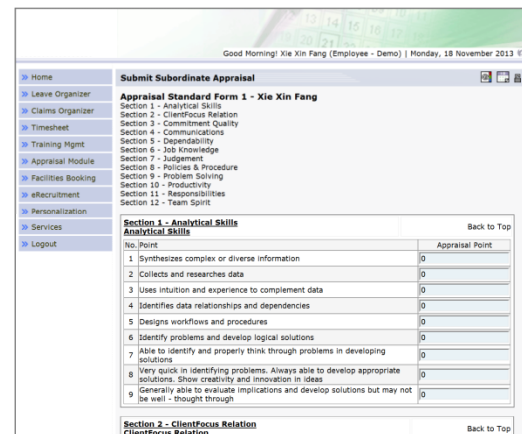 13 14 15 16
19 20 21
Good Morning! Xie Xin Fang (Employee - Demo) | Monday, 18 November 2013
» Home
» Leave Organizer
» Claims Organizer
» Timesheet
» Training Mgmt
» Appraisal Module
» Facilities Booking
» eRecruitment
» Personalization
» Services
» Logout
Submit Subordinate Appraisal
Appraisal Standard Form 1 - Xie Xin Fang
Section 1 - Analytical Skills
Section 2 - ClientFocus Relation
Section 3 - Commitment Quality
Section 4 - Communications
Section 5 - Dependability
Section 6 - Job Knowledge
Section 7 - Judgement
Section 8 - Policies & Procedure
Section 9 - Problem Solving
Section 10 - Productivity
Section 11 - Responsibilities
Section 12 - Team Spirit
Section 1 - Analytical Skills
Analytical Skills
Back to Top
No. Point Appraisal Point
1 Synthesizes complex or diverse information 0
2 Collects and researches data 0
3 Uses intuition and experience to complement data 0
4 Identifies data relationships and dependencies 0
5 Designs workflows and procedures 0
6 Identify problems and develop logical solutions 0
7 Able to identify and properly think through problems in developing
solutions 0
8 Very quick in identifying problems. Always able to develop appropriate
solutions. Show creativity and innovation in ideas 0
9 Generally able to evaluate implications and develop solutions but may not
be well - thought through 0
Section 2 - ClientFocus Relation
ClientFocus Relation
Back to Top